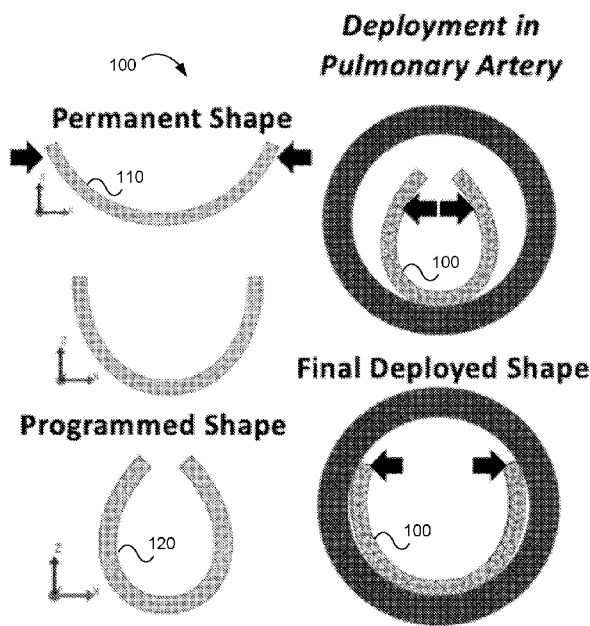 100
Permanent Shape
110
z
x
z
x
Programmed Shape
120
z
x
Deployment in
Pulmonary Artery
100
Final Deployed Shape
100